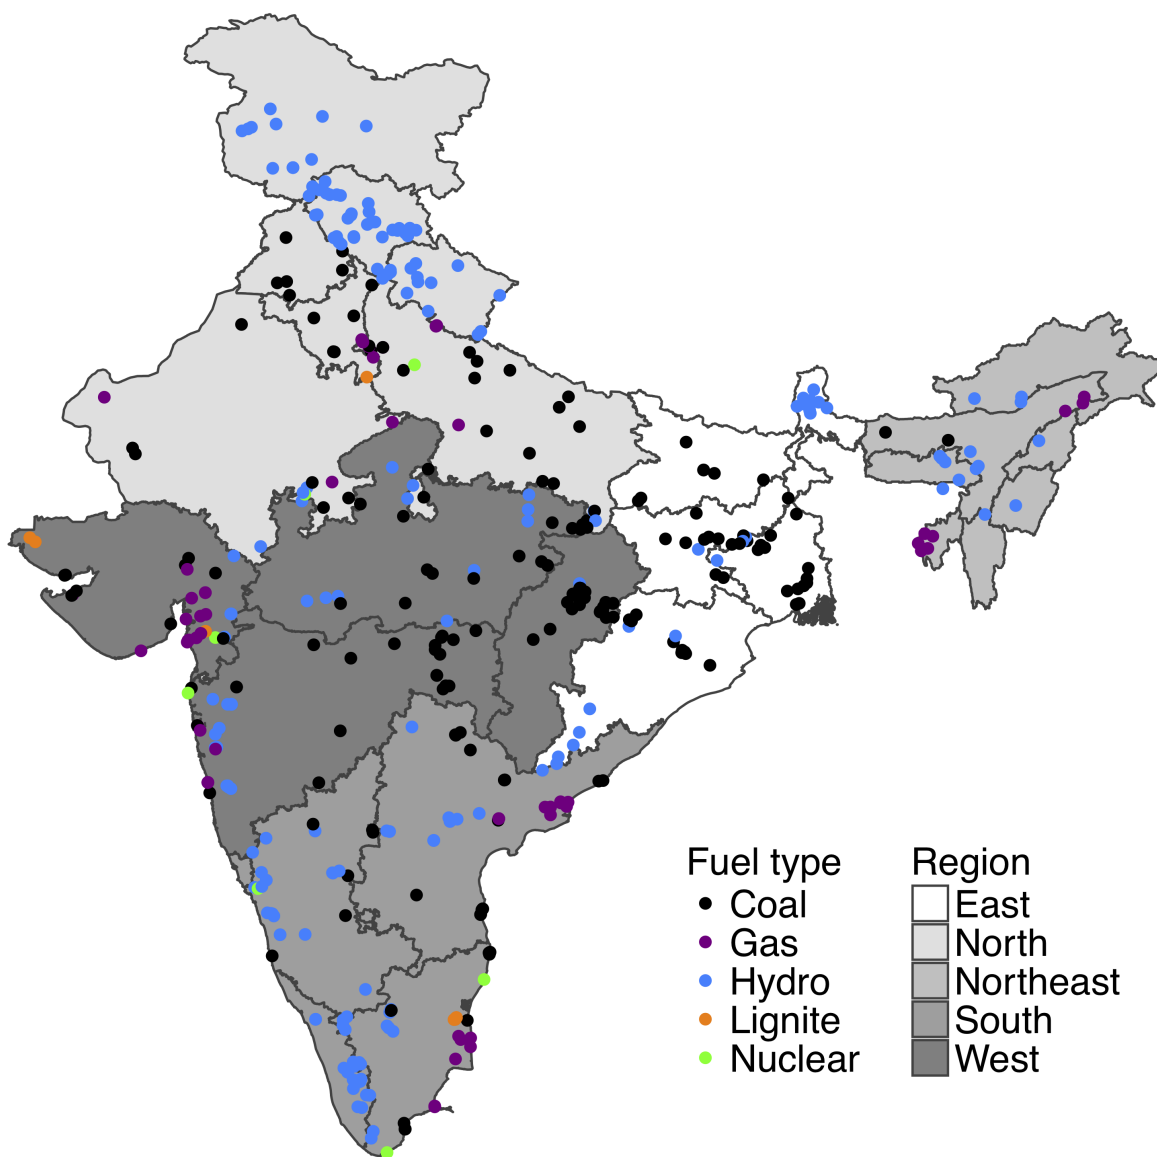 Fuel type
Coal
Gas
Hydro
Lignite
Nuclear
Region
East
North
Northeast
South
West